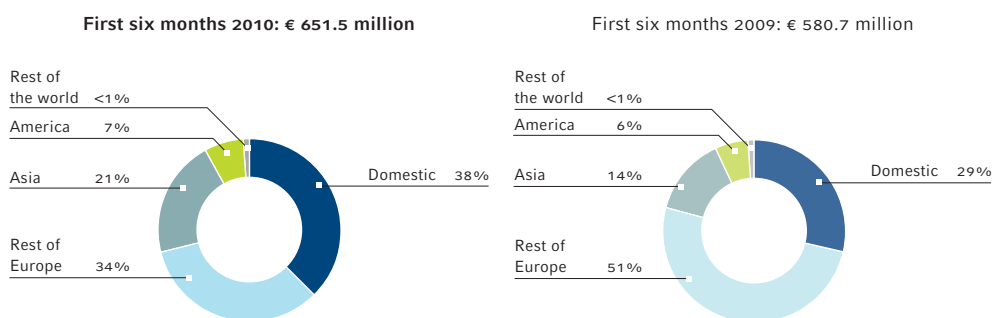 First six months 2010: € 651.5 million
Rest of
the world <1%
America 7%
Asia 21%
Domestic 38%
Rest of
Europe 34%
First six months 2009: € 580.7 million
Rest of
the world <1%
America 6%
Asia 14%
Domestic 29%
Rest of
Europe 51%